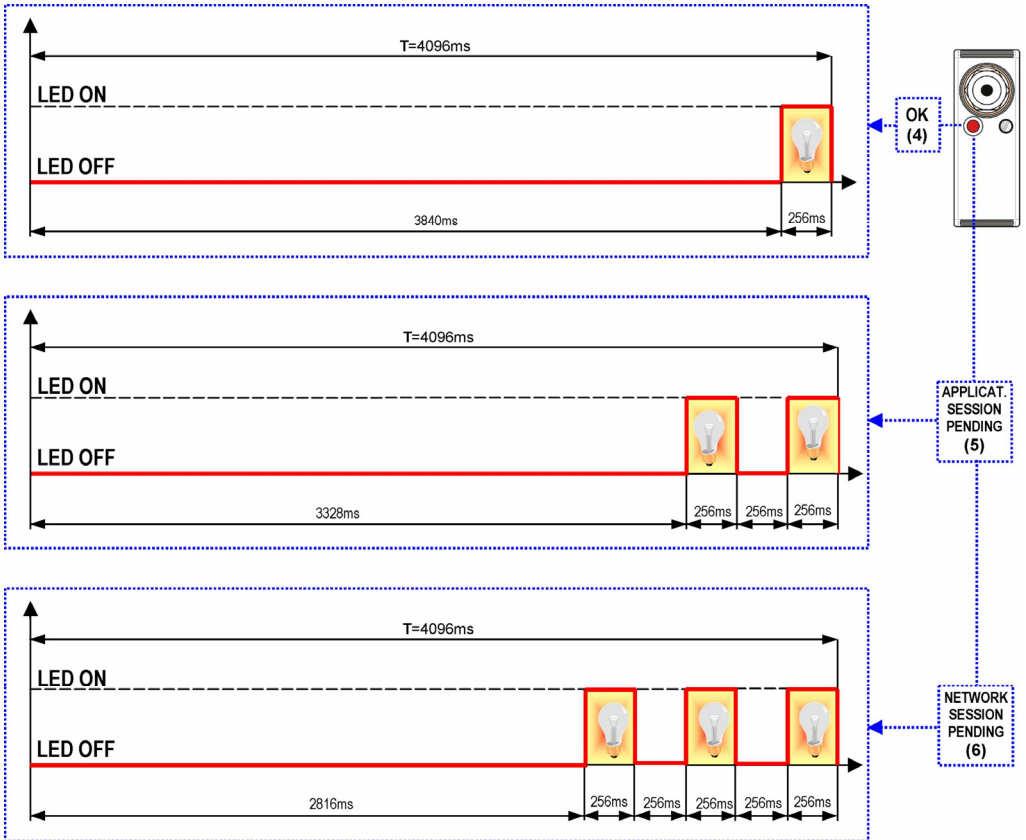 T=4096ms
LED ON
LED OFF
3840ms
256ms
OK
(4)
T=4096ms
LED ON
LED OFF
3328ms
256ms
256ms
256ms
APPLICAT.
SESSION
PENDING
(5)
T=4096ms
LED ON
LED OFF
2816ms
256ms
256ms
256ms
256ms
256ms
NETWORK
SESSION
PENDING
(6)